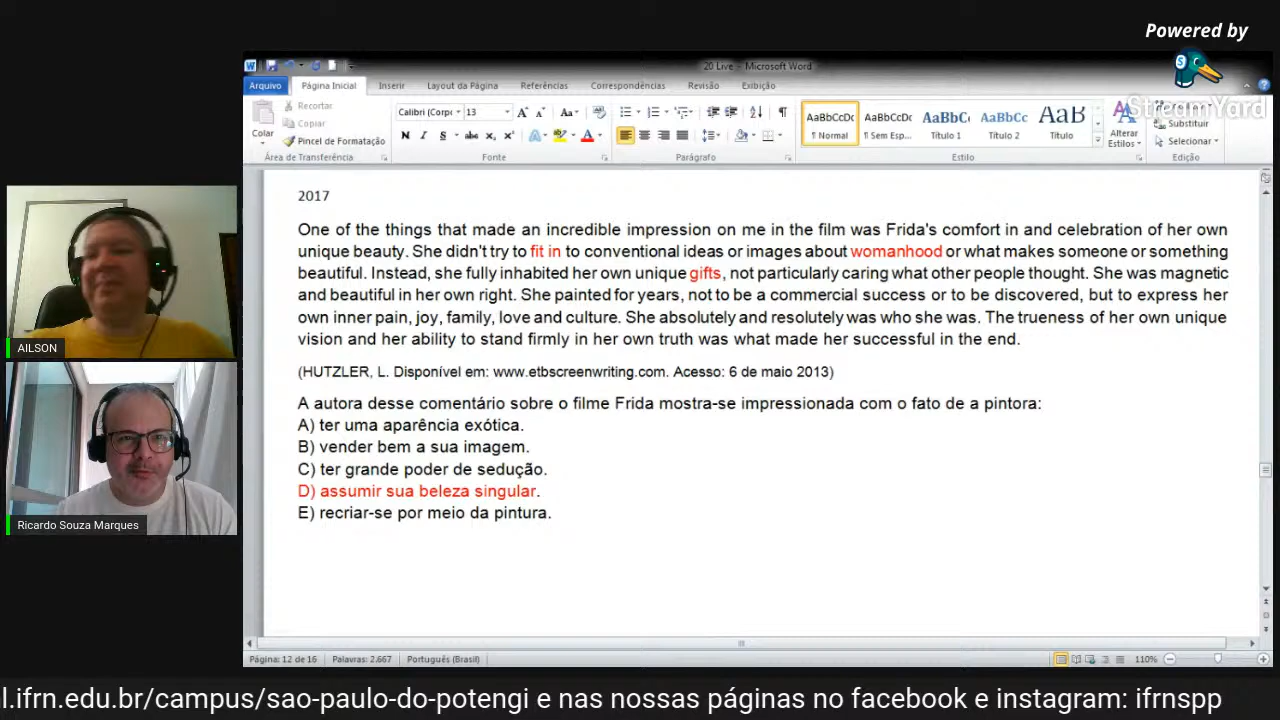 Powered by
StreamYard
20 Live - Microsoft Word
Arquivo Página Inicial Inserir Layout da Página Referências Correspondências Revisão Exibição
Colar
Recortar
Copiar
Pincel de Formatação
Área de Transferência
Calibri (Corp 13
N I S abc x₂ x²
Fonte
Parágrafo
AaBbCcDc AaBbCcDc AaBbC AaBbCc AaB
¶ Normal ¶ Sem Esp... Título 1 Título 2 Título
Alterar
Estilos
Estilo
Substituir
Selecionar
Edição
2017
One of the things that made an incredible impression on me in the film was Frida's comfort in and celebration of her own
unique beauty. She didn't try to fit in to conventional ideas or images about womanhood or what makes someone or something
beautiful. Instead, she fully inhabited her own unique gifts, not particularly caring what other people thought. She was magnetic
and beautiful in her own right. She painted for years, not to be a commercial success or to be discovered, but to express her
own inner pain, joy, family, love and culture. She absolutely and resolutely was who she was. The trueness of her own unique
vision and her ability to stand firmly in her own truth was what made her successful in the end.
(HUTZLER, L. Disponível em: www.etbscreenwriting.com. Acesso: 6 de maio 2013)
A autora desse comentário sobre o filme Frida mostra-se impressionada com o fato de a pintora:
A) ter uma aparência exótica.
B) vender bem a sua imagem.
C) ter grande poder de sedução.
D) assumir sua beleza singular.
E) recriar-se por meio da pintura.
AILSON
Ricardo Souza Marques
Página: 12 de 16 Palavras: 2.667 Português (Brasil) 110%
l.ifrn.edu.br/campus/sao-paulo-do-potengi e nas nossas páginas no facebook e instagram: ifrnspp